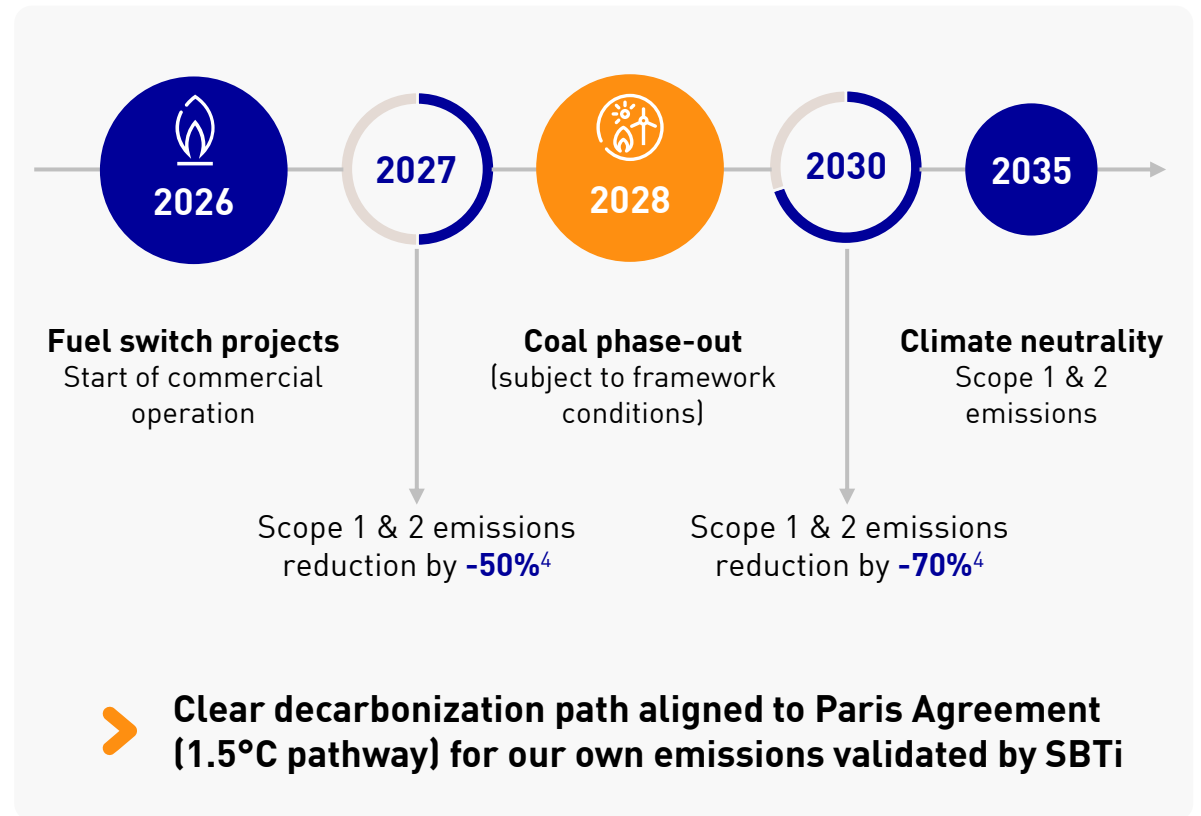 2026
2027
2028
2030
2035
Fuel switch projects
Start of commercial
operation
Coal phase-out
(subject to framework
conditions)
Climate neutrality
Scope 1 & 2
emissions
Scope 1 & 2 emissions
reduction by -50%⁴
Scope 1 & 2 emissions
reduction by -70%⁴
Clear decarbonization path aligned to Paris Agreement
(1.5°C pathway) for our own emissions validated by SBTi